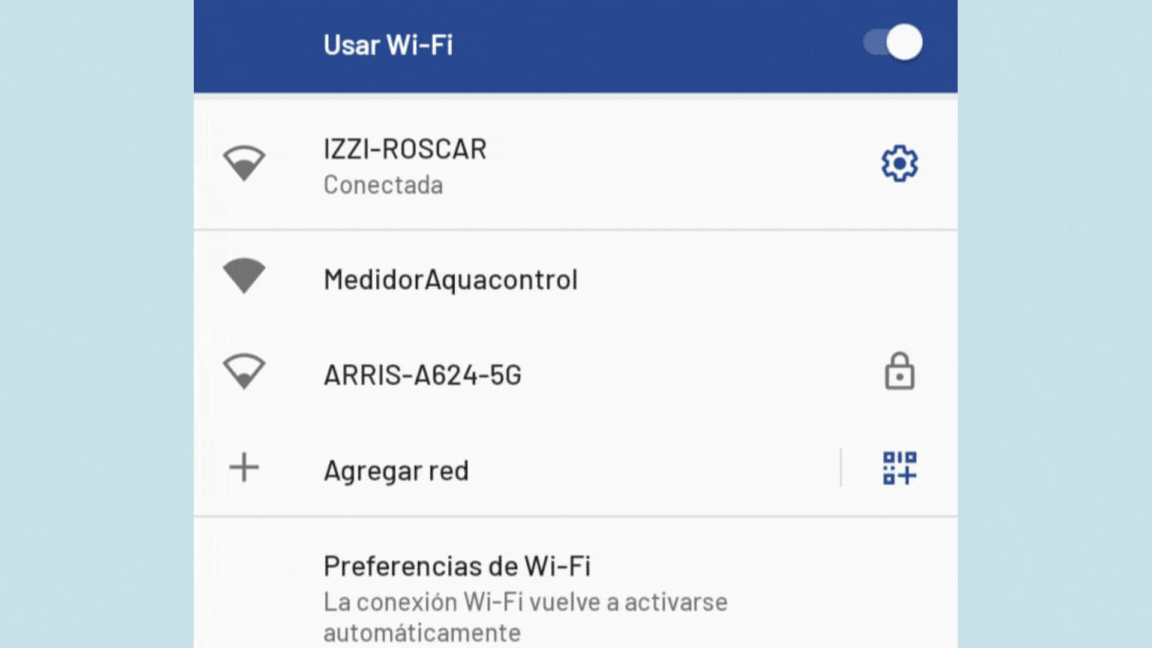 Usar Wi-Fi
IZZI-ROSCAR
Conectada
MedidorAquacontrol
ARRIS-A624-5G
Agregar red
Preferencias de Wi-Fi
La conexión Wi-Fi vuelve a activarse
automáticamente